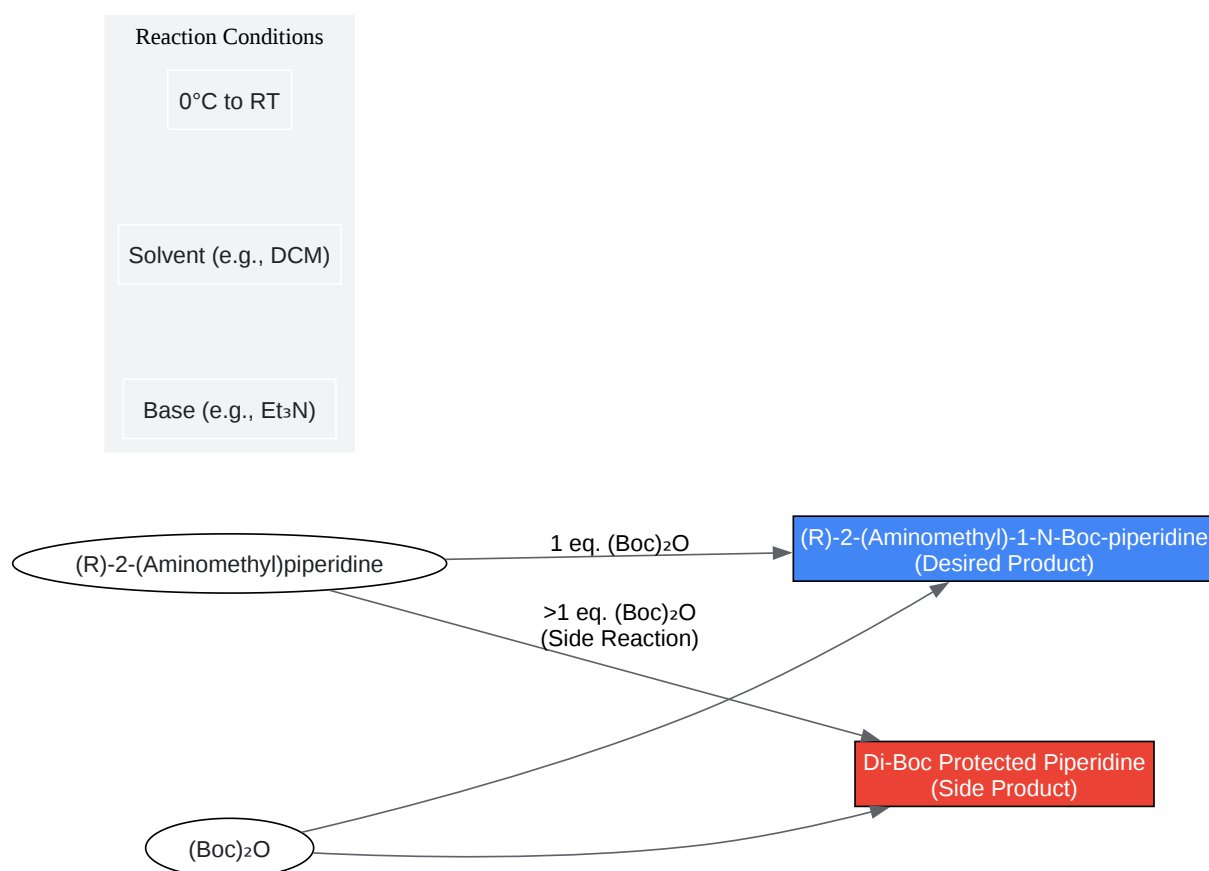 Reaction Conditions
0°C to RT
Solvent (e.g., DCM)
Base (e.g., Et₃N)
1 eq. (Boc)₂O
(R)-2-(Aminomethyl)piperidine
(R)-2-(Aminomethyl)-1-N-Boc-piperidine
(Desired Product)
>1 eq. (Boc)₂O
(Side Reaction)
Di-Boc Protected Piperidine
(Side Product)
(Boc)₂O